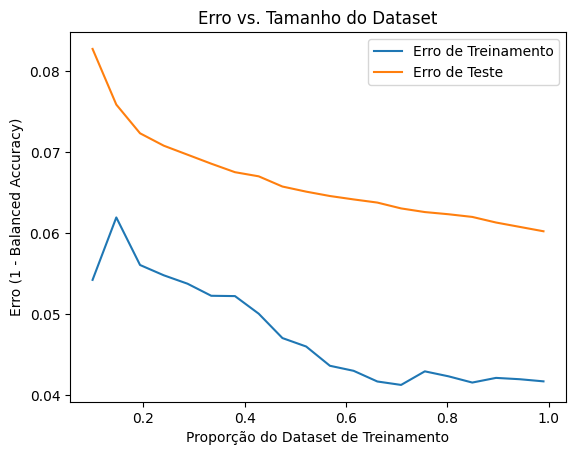 Erro vs. Tamanho do Dataset
Erro de Treinamento
Erro de Teste
Erro (1 - Balanced Accuracy)
0.08
0.07
0.06
0.05
0.04
0.2
0.4
0.6
0.8
1.0
Proporção do Dataset de Treinamento